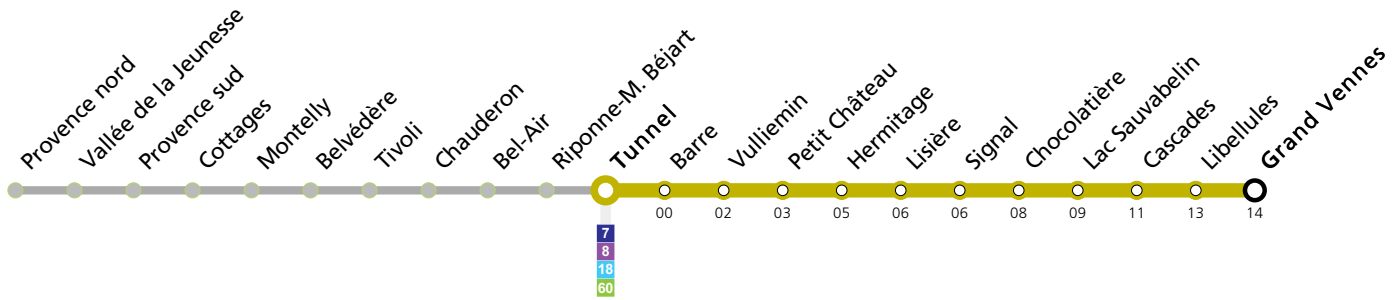 Provence nord
Vallée de la Jeunesse
Provence sud
Cottages
Montelly
Belvédère
Tivoli
Chauderon
Bel-Air
Riponne-M. Béjart
Tunnel
Barre
Vulliemin
Petit Château
Hermitage
Lisière
Signal
Chocolatière
Lac Sauvabelin
Cascades
Libellules
Grand Vennes
00 02 03 05 06 06 08 09 11 13 14
7
8
18
60